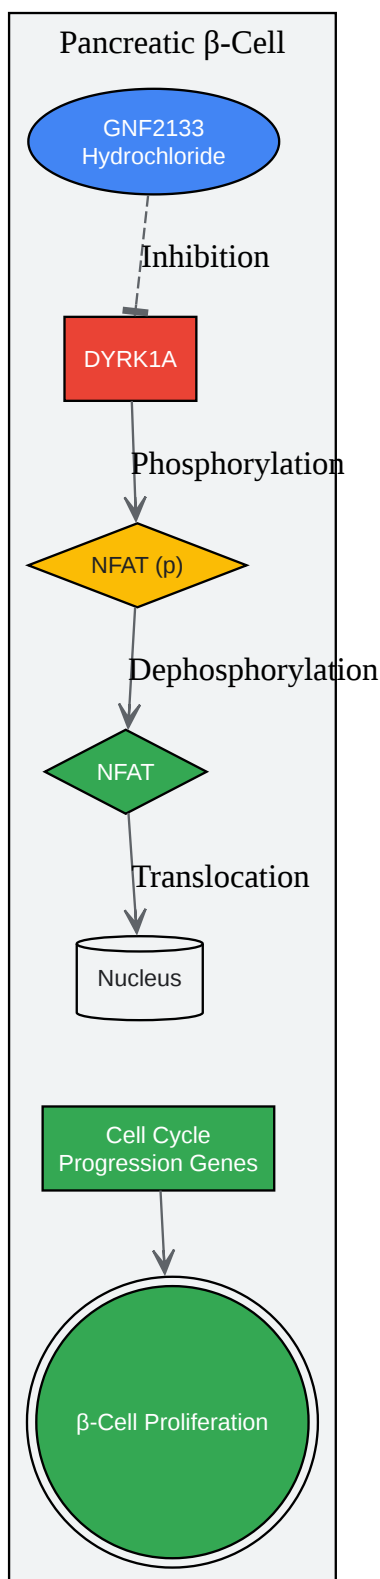 Pancreatic β-Cell
GNF2133
Hydrochloride
Inhibition
DYRK1A
Phosphorylation
NFAT (p)
Dephosphorylation
NFAT
Translocation
Nucleus
Cell Cycle
Progression Genes
β-Cell Proliferation